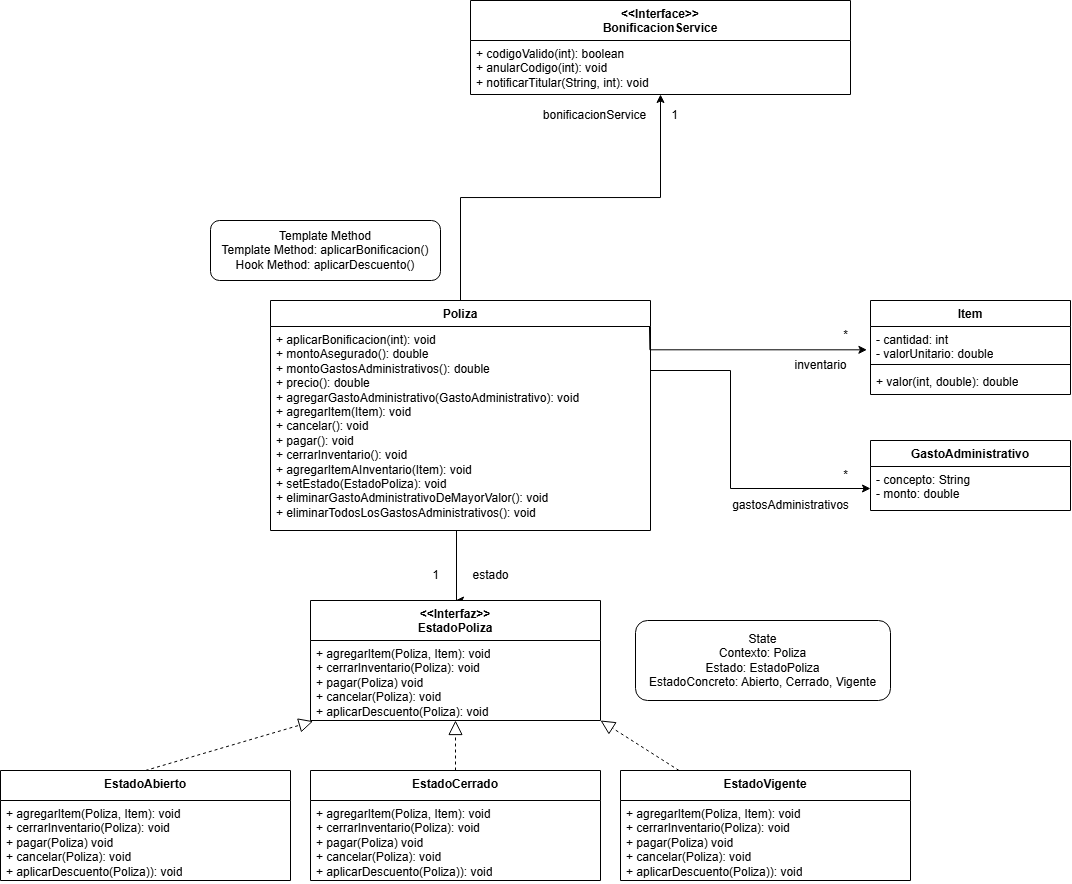 <<Interface>>
BonificacionService
+ codigoValido(int): boolean
+ anularCodigo(int): void
+ notificarTitular(String, int): void
bonificacionService
1
Template Method
Template Method: aplicarBonificacion()
Hook Method: aplicarDescuento()
Poliza
+ aplicarBonificacion(int): void
+ montoAsegurado(): double
+ montoGastosAdministrativos(): double
+ precio(): double
+ agregarGastoAdministrativo(GastoAdministrativo): void
+ agregarItem(Item): void
+ cancelar(): void
+ pagar(): void
+ cerrarInventario(): void
+ agregarItemAInventario(Item): void
+ setEstado(EstadoPoliza): void
+ eliminarGastoAdministrativoDeMayorValor(): void
+ eliminarTodosLosGastosAdministrativos(): void
*
inventario
Item
- cantidad: int
- valorUnitario: double
+ valor(int, double): double
*
gastosAdministrativos
GastoAdministrativo
- concepto: String
- monto: double
1
estado
<<Interfaz>>
EstadoPoliza
+ agregarItem(Poliza, Item): void
+ cerrarInventario(Poliza): void
+ pagar(Poliza) void
+ cancelar(Poliza): void
+ aplicarDescuento(Poliza): void
State
Contexto: Poliza
Estado: EstadoPoliza
EstadoConcreto: Abierto, Cerrado, Vigente
EstadoAbierto
+ agregarItem(Poliza, Item): void
+ cerrarInventario(Poliza): void
+ pagar(Poliza) void
+ cancelar(Poliza): void
+ aplicarDescuento(Poliza)): void
EstadoCerrado
+ agregarItem(Poliza, Item): void
+ cerrarInventario(Poliza): void
+ pagar(Poliza) void
+ cancelar(Poliza): void
+ aplicarDescuento(Poliza)): void
EstadoVigente
+ agregarItem(Poliza, Item): void
+ cerrarInventario(Poliza): void
+ pagar(Poliza) void
+ cancelar(Poliza): void
+ aplicarDescuento(Poliza)): void